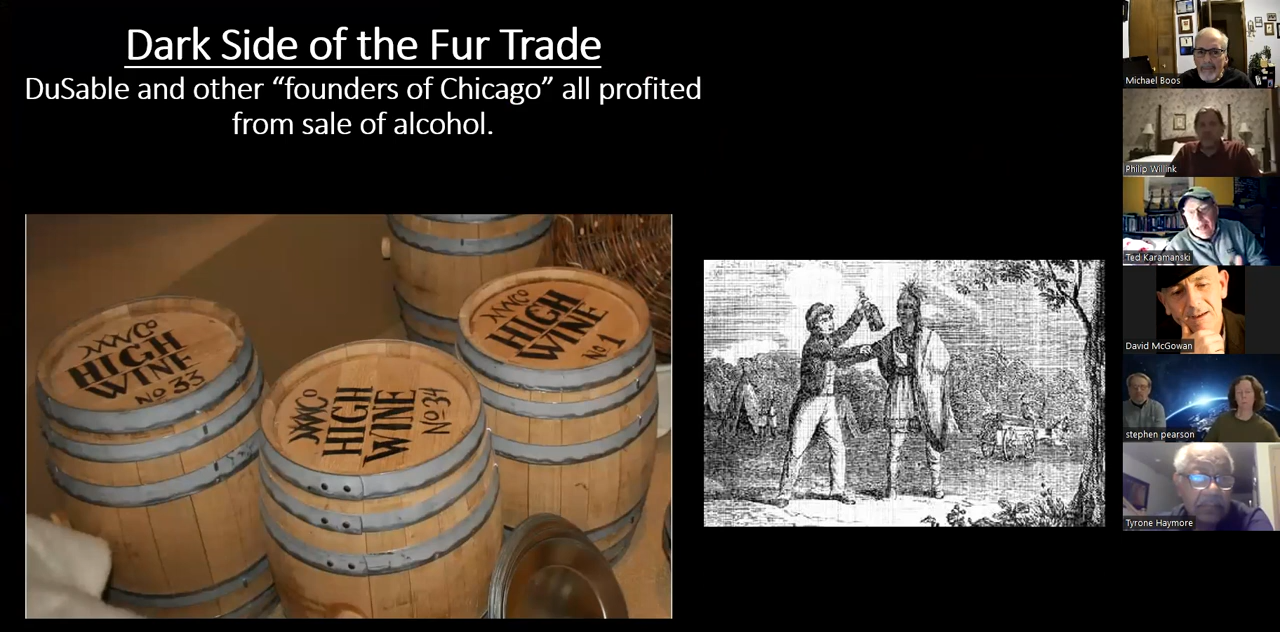 Dark Side of the Fur Trade
DuSable and other “founders of Chicago” all profited
from sale of alcohol.
HIGH
WINE
No 33
HIGH
WINE
No 34
HIGH
WINE
No 1
Michael Boos
Philip Willink
Ted Karamanski
David McGowan
stephen pearson
Tyrone Haymore